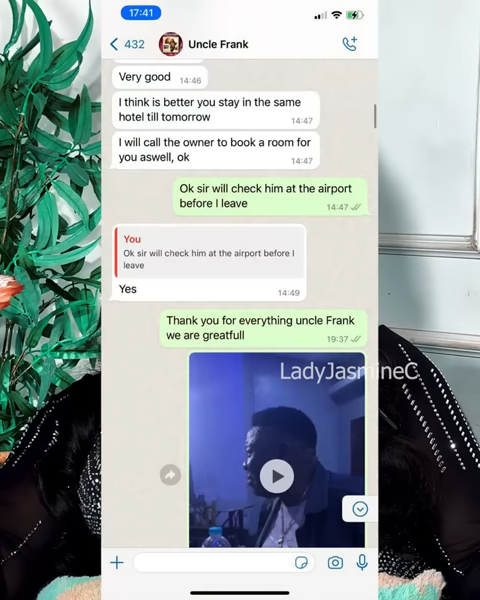 17:41
432
Uncle Frank
Very good 14:46
I think is better you stay in the same
hotel till tomorrow 14:47
I will call the owner to book a room for
you aswell, ok 14:47
Ok sir will check him at the airport
before I leave 14:47
You
Ok sir will check him at the airport before I
leave
Yes 14:49
Thank you for everything uncle Frank
we are greatfull 19:37
LadyJasmineC